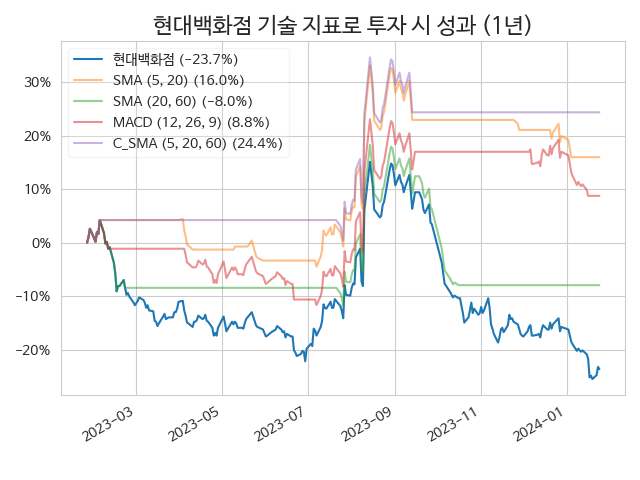 현대백화점 기술 지표로 투자 시 성과 (1년)
현대백화점 (−23.7%)
SMA (5, 20) (16.0%)
SMA (20, 60) (−8.0%)
MACD (12, 26, 9) (8.8%)
C_SMA (5, 20, 60) (24.4%)
30%
20%
10%
0%
−10%
−20%
2023−03
2023−05
2023−07
2023−09
2023−11
2024−01